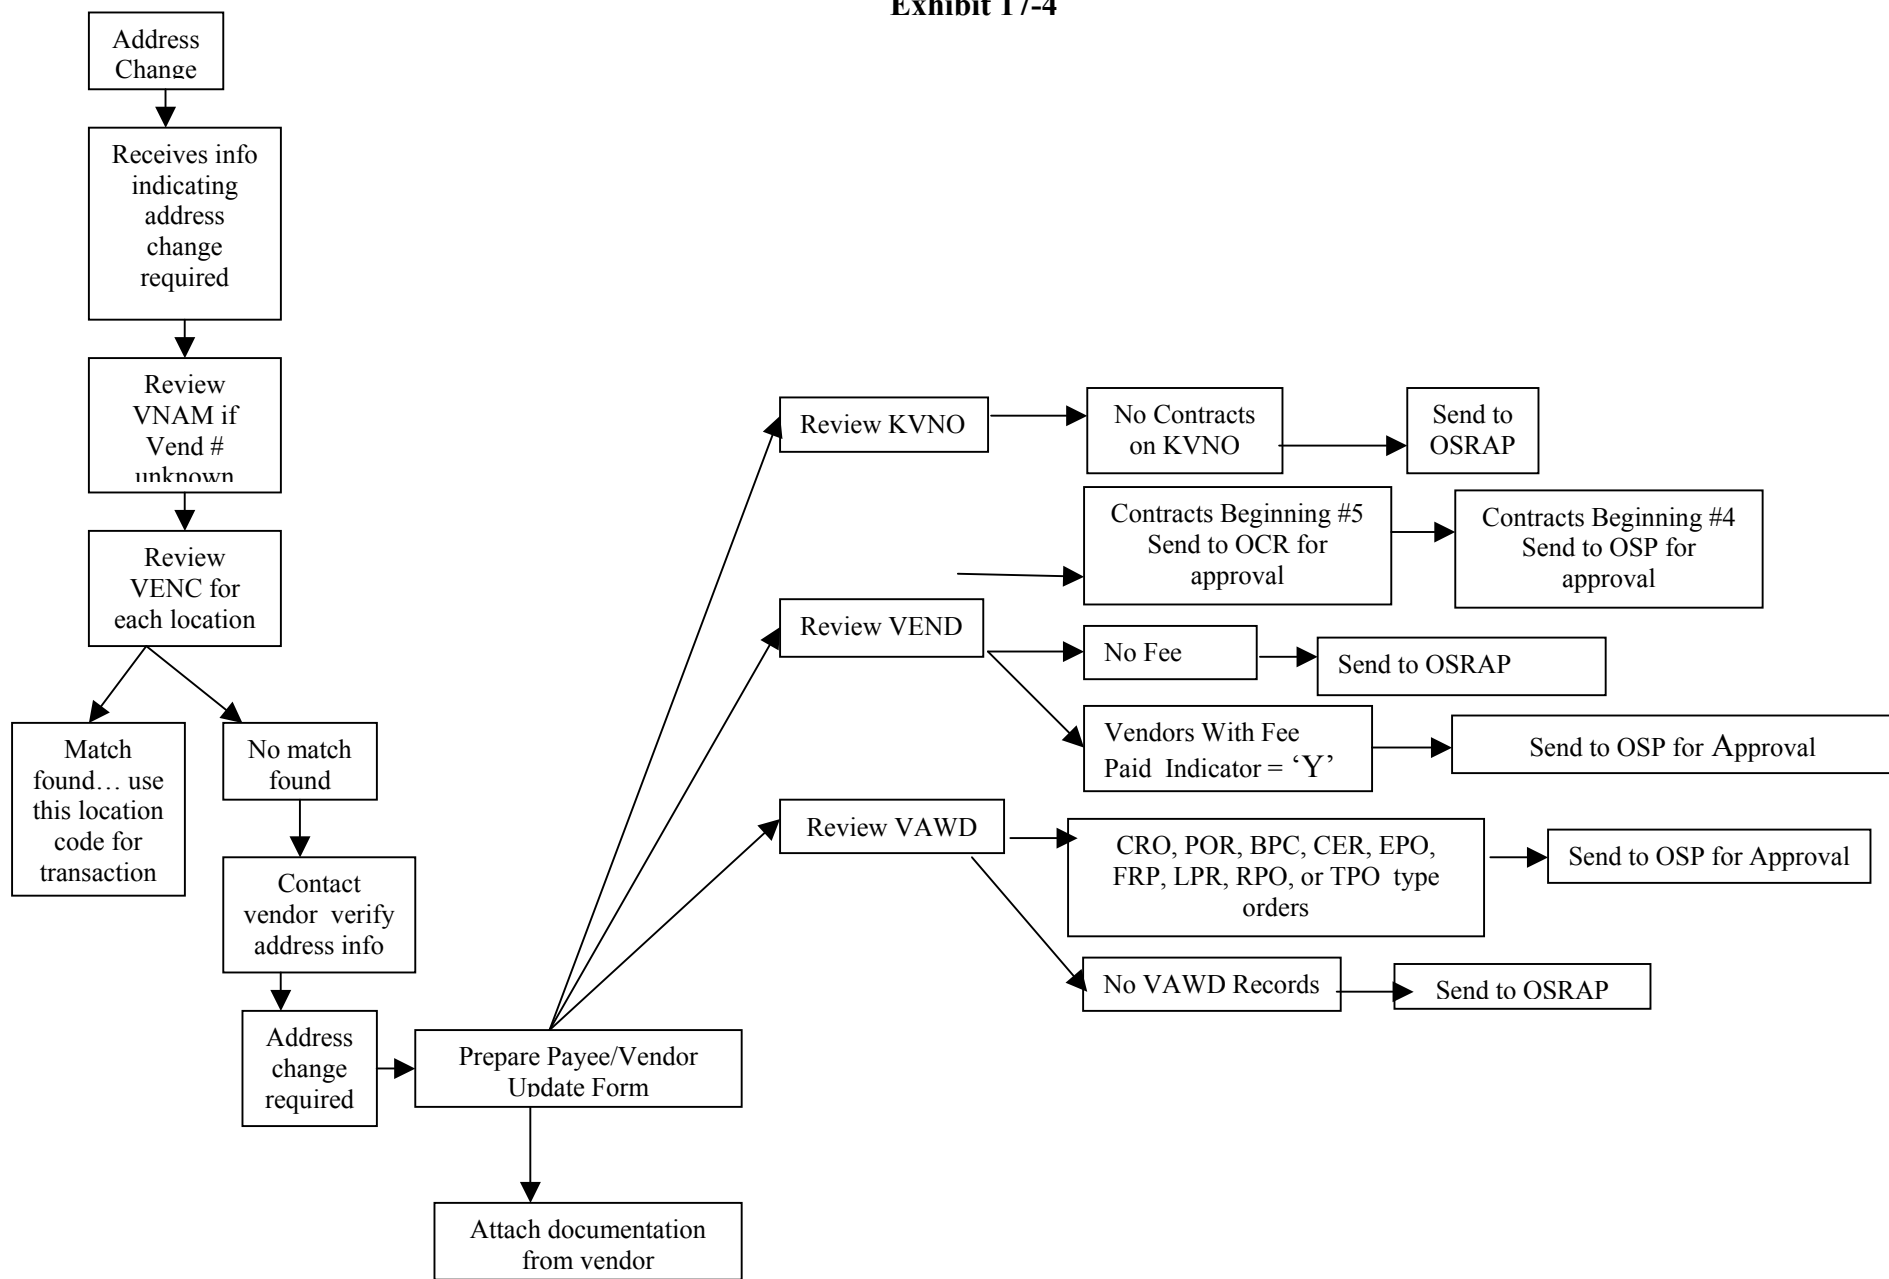 Exhibit 17-4
Address
Change
Receives info
indicating
address
change
required
Review
VNAM if
Vend #
unknown
Review
VENC for
each location
Match
found… use
this location
code for
transaction
No match
found
Contact
vendor  verify
address info
Address
change
required
Prepare Payee/Vendor
Update Form
Attach documentation
from vendor
Review KVNO
No Contracts
on KVNO
Send to
OSRAP
Contracts Beginning #5
Send to OCR for
approval
Contracts Beginning #4
Send to OSP for
approval
Review VEND
No Fee
Send to OSRAP
Vendors With Fee
Paid  Indicator = ‘Y’
Send to OSP for Approval
Review VAWD
CRO, POR, BPC, CER, EPO,
FRP, LPR, RPO, or TPO  type
orders
Send to OSP for Approval
No VAWD Records
Send to OSRAP